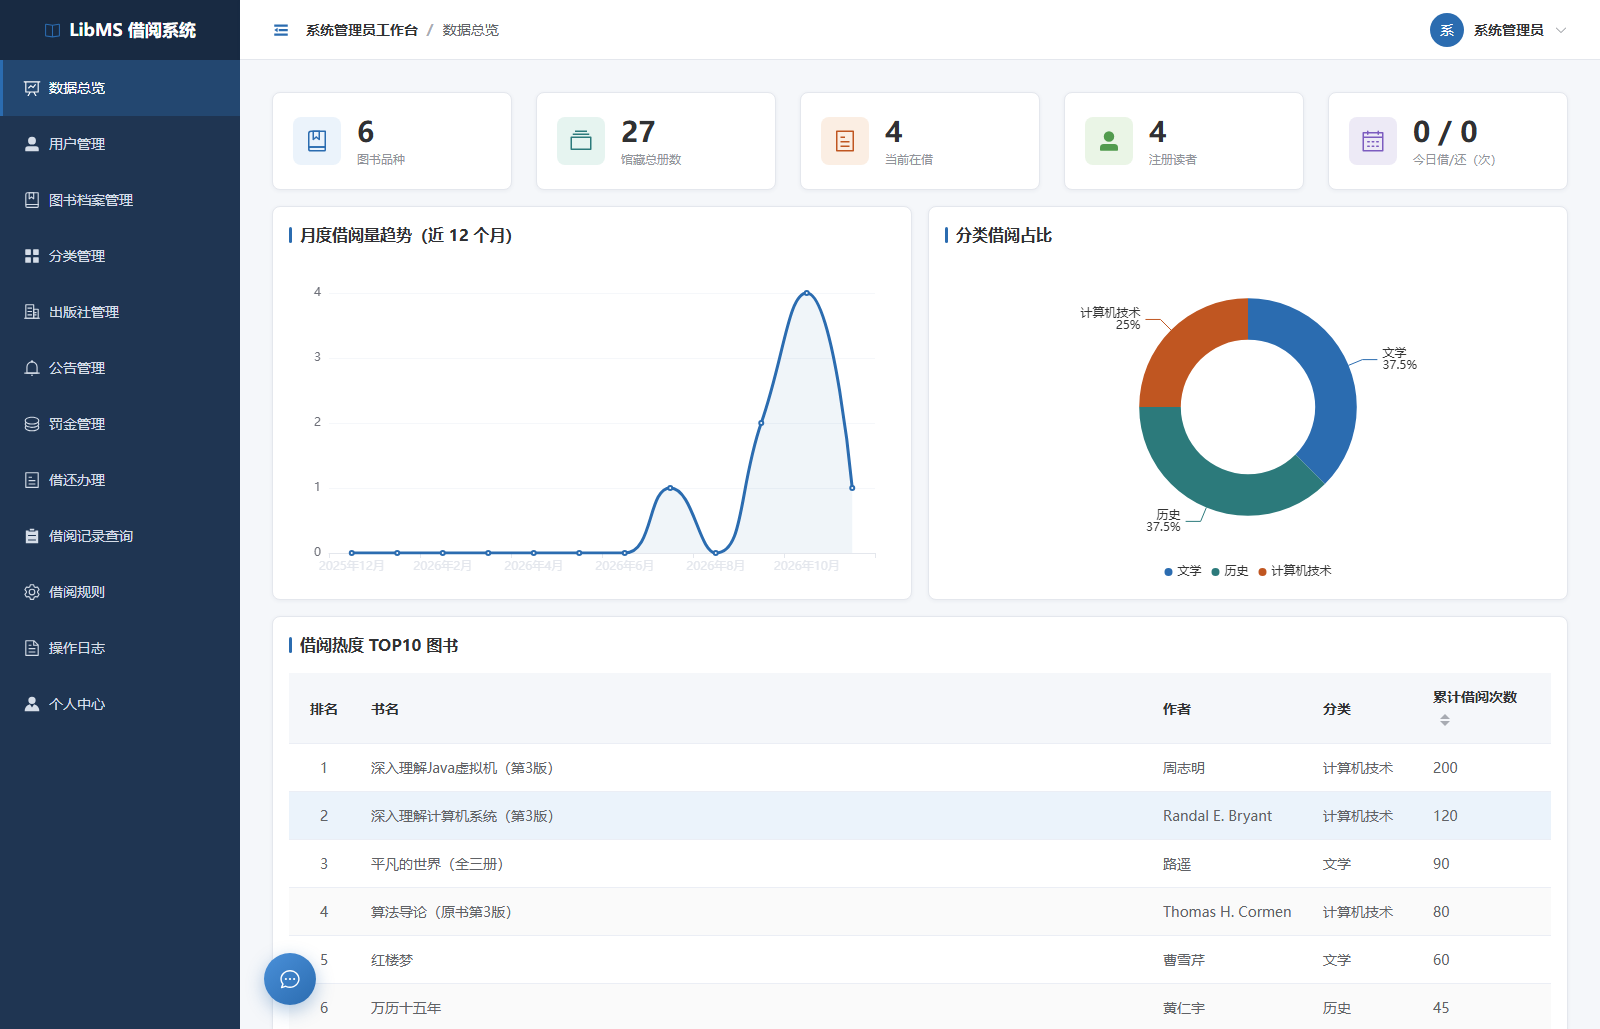 LibMS 借阅系统
数据总览
用户管理
图书档案管理
分类管理
出版社管理
公告管理
罚金管理
借还办理
借阅记录查询
借阅规则
操作日志
个人中心
系统管理员工作台 / 数据总览
系 系统管理员
6
图书品种
27
馆藏总册数
4
当前在借
4
注册读者
0 / 0
今日借/还（次）
月度借阅量趋势（近 12 个月）
4
3
2
1
0
2025年12月 2026年2月 2026年4月 2026年6月 2026年8月 2026年10月
分类借阅占比
计算机技术
25%
文学
37.5%
历史
37.5%
文学 历史 计算机技术
借阅热度 TOP10 图书
排名 书名 作者 分类 累计借阅次数
1 深入理解Java虚拟机（第3版） 周志明 计算机技术 200
2 深入理解计算机系统（第3版） Randal E. Bryant 计算机技术 120
3 平凡的世界（全三册） 路遥 文学 90
4 算法导论（原书第3版） Thomas H. Cormen 计算机技术 80
5 红楼梦 曹雪芹 文学 60
6 万历十五年 黄仁宇 历史 45